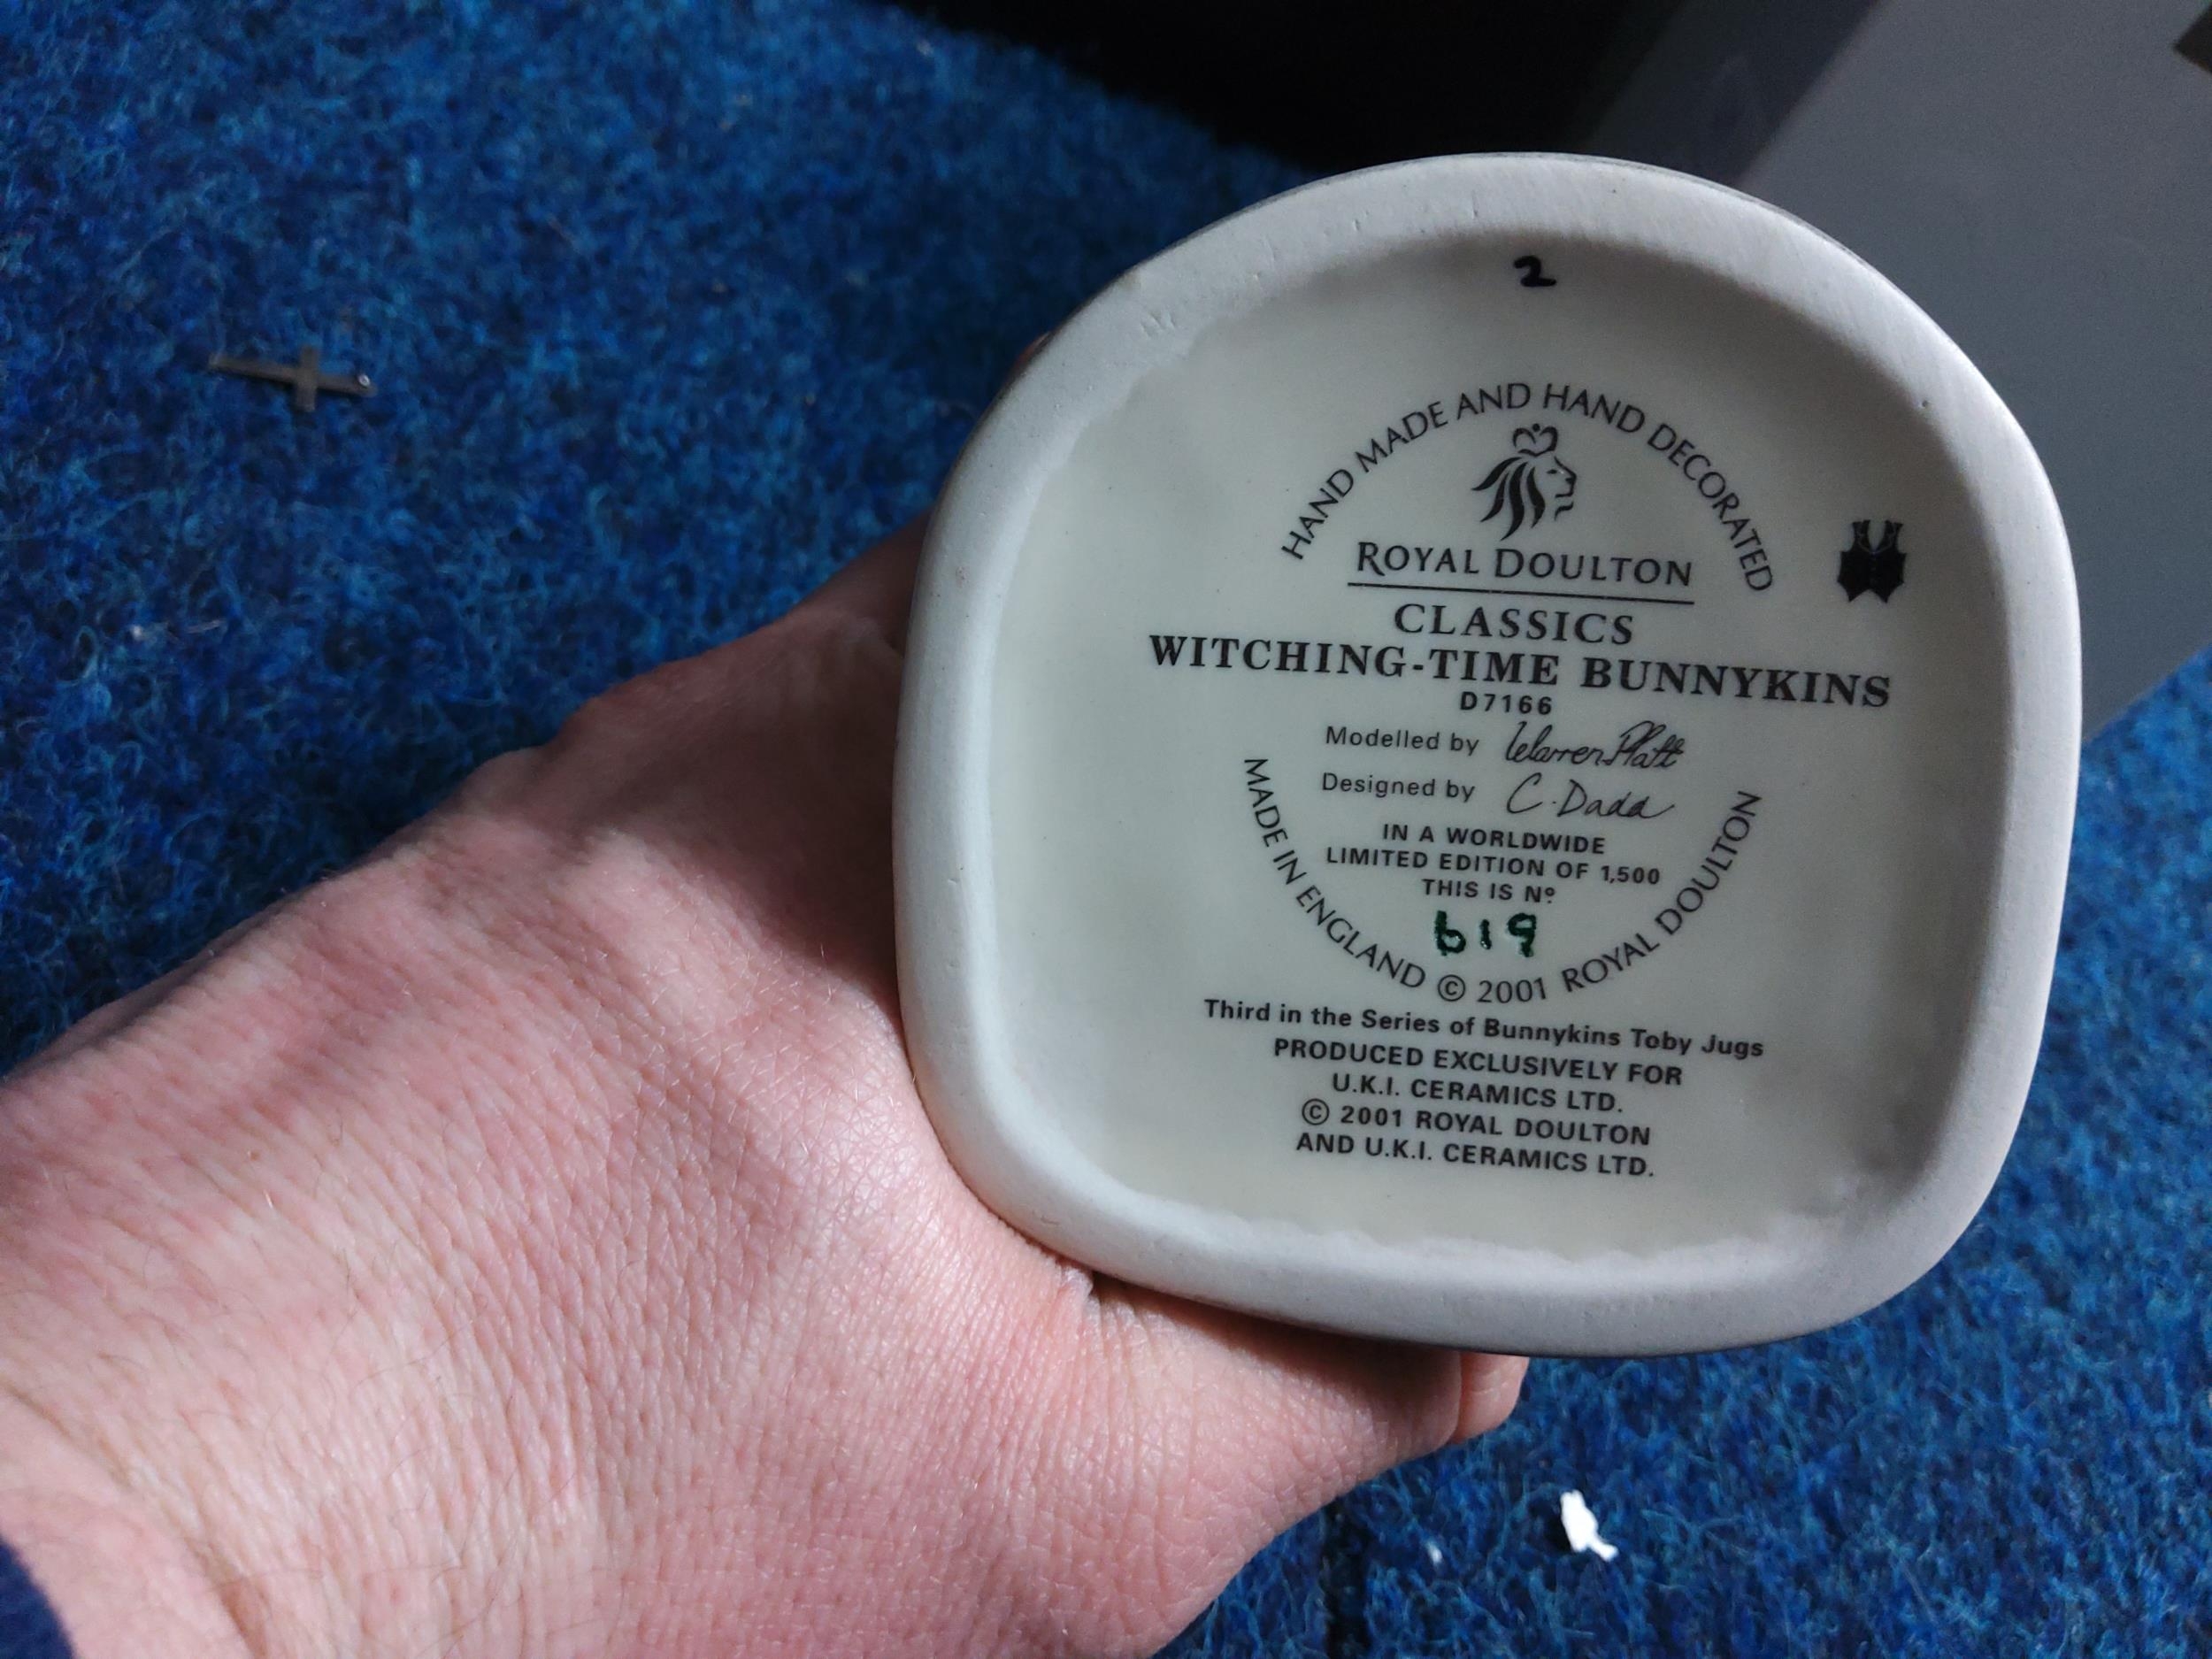 2
HAND MADE AND HAND DECORATED
ROYAL DOULTON
CLASSICS
WITCHING-TIME BUNNYKINS
D7166
Modelled by Warren Platt
Designed by C. Dadd
IN A WORLDWIDE
LIMITED EDITION OF 1,500
THIS IS Nº
619
MADE IN ENGLAND © 2001 ROYAL DOULTON
Third in the Series of Bunnykins Toby Jugs
PRODUCED EXCLUSIVELY FOR
U.K.I. CERAMICS LTD.
© 2001 ROYAL DOULTON
AND U.K.I. CERAMICS LTD.